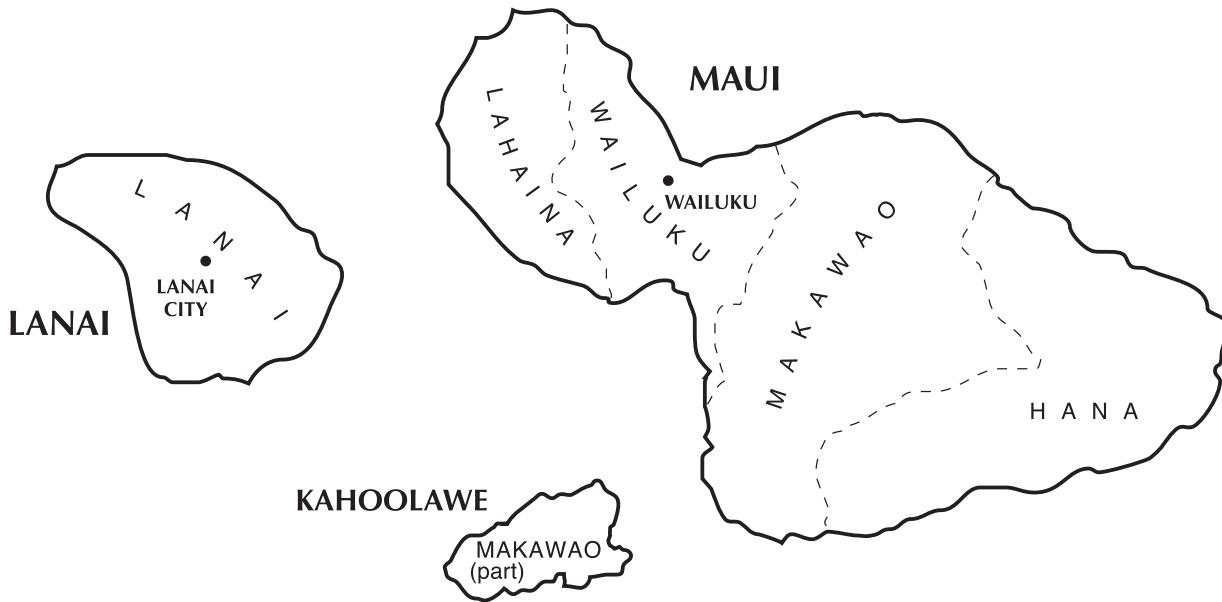 MAUI
LAHAINA
WAILUKU
WAILUKU
MAKAWAO
HANA
LANAI
LANAI
CITY
LANAI
KAHOOLAWE
MAKAWAO
(part)